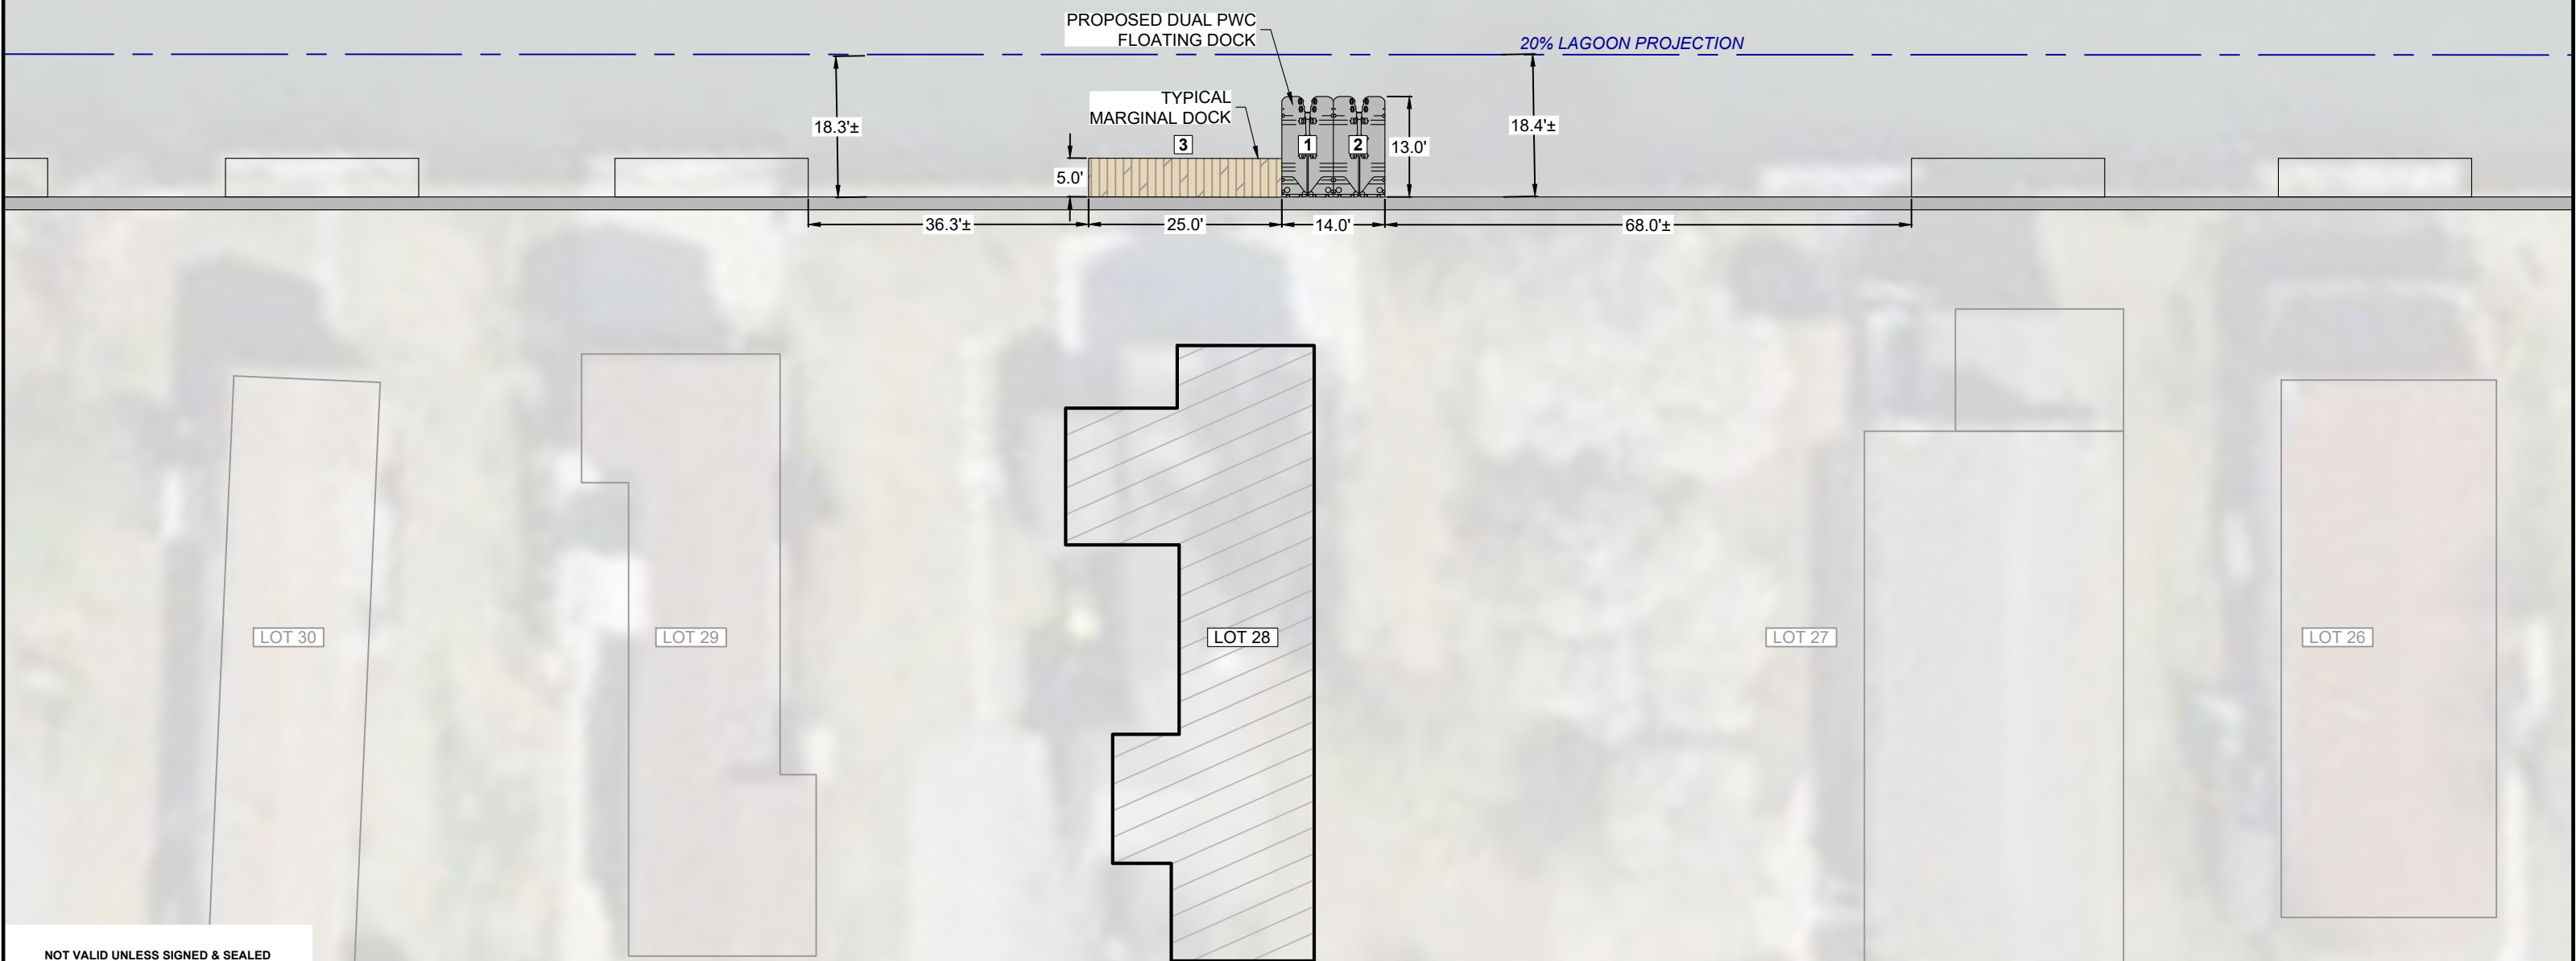 PROPOSED DUAL PWC
FLOATING DOCK
20% LAGOON PROJECTION
TYPICAL
MARGINAL DOCK
18.3'±
18.4'±
3
1
2
13.0'
5.0'
36.3'±
25.0'
14.0'
68.0'±
LOT 30
LOT 29
LOT 28
LOT 27
LOT 26
NOT VALID UNLESS SIGNED & SEALED